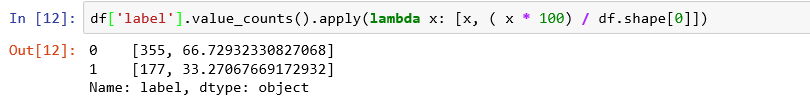 In [12]: df['label'].value_counts().apply(lambda x: [x, ( x * 100) / df.shape[0]])
Out[12]: 0    [355, 66.72932330827068]
1    [177, 33.27067669172932]
Name: label, dtype: object